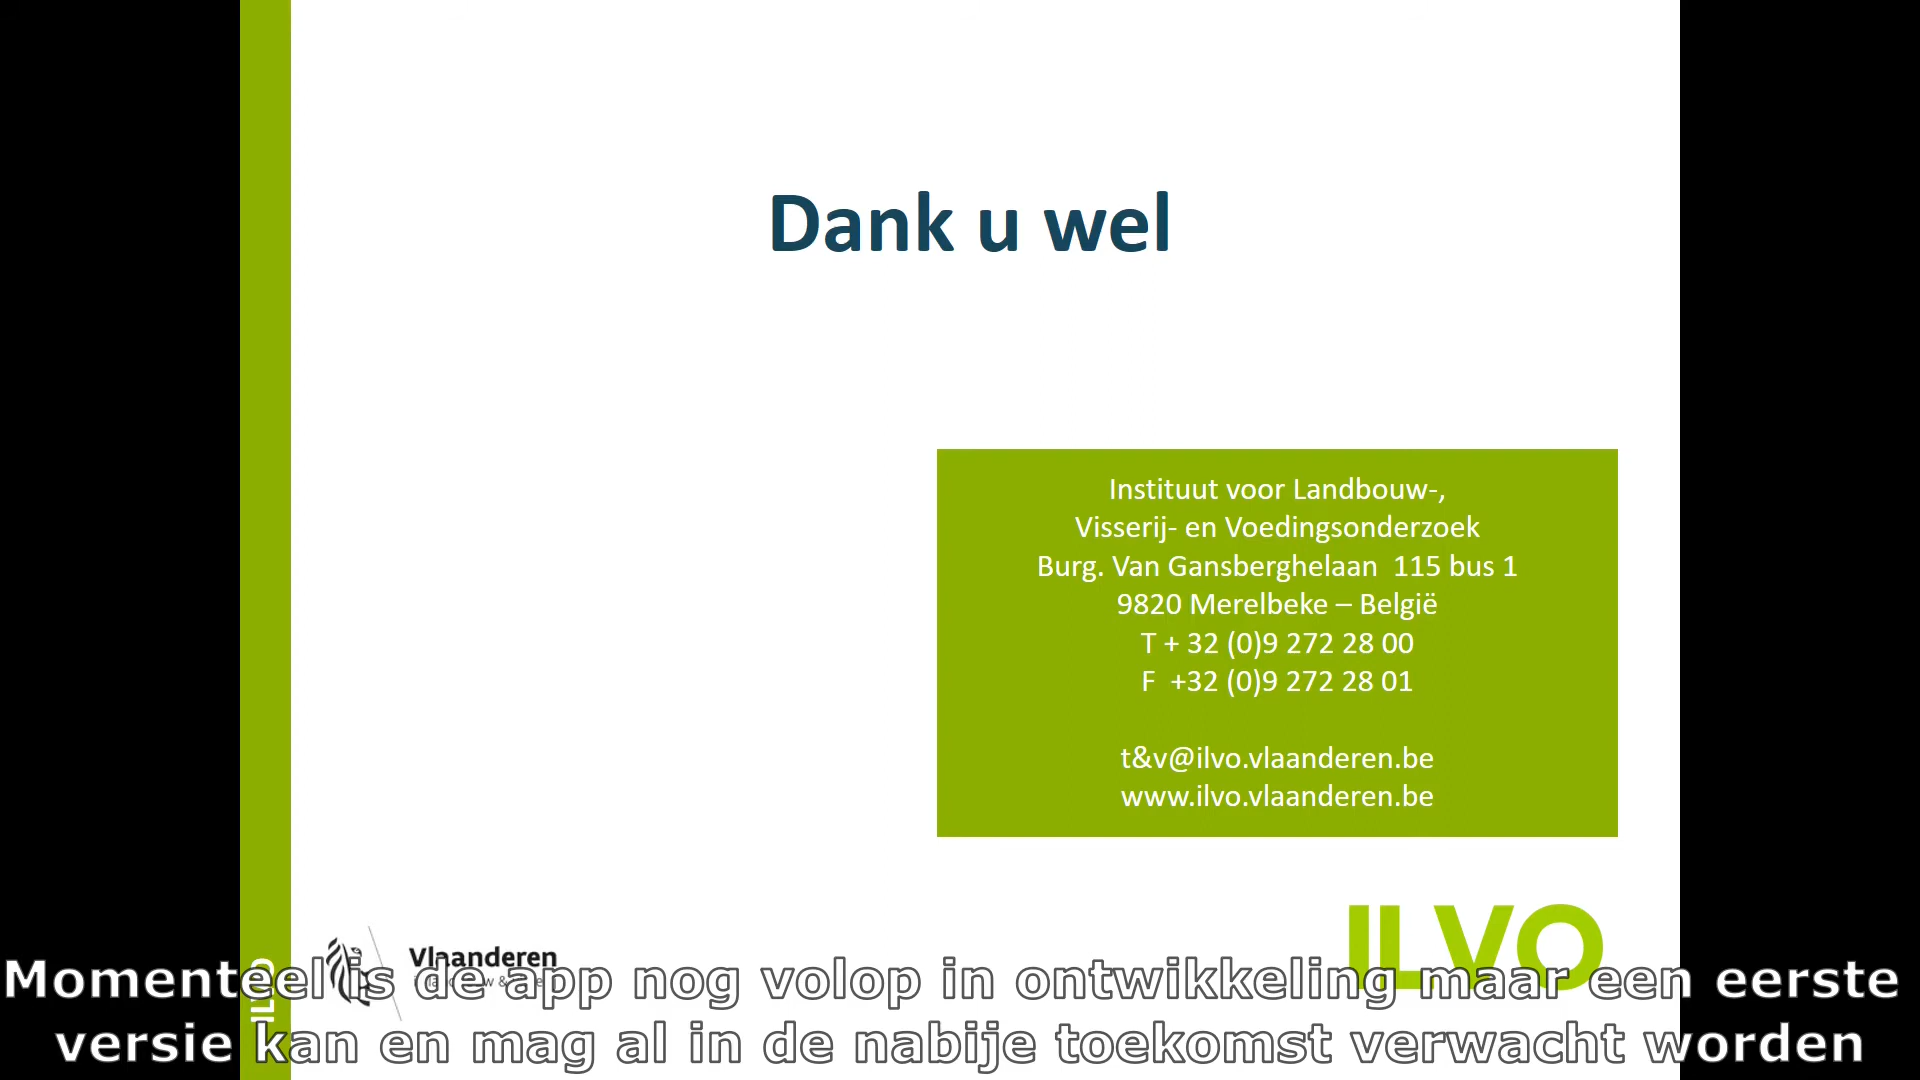 Dank u wel
Instituut voor Landbouw-,
Visserij- en Voedingsonderzoek
Burg. Van Gansberghelaan 115 bus 1
9820 Merelbeke – België
T + 32 (0)9 272 28 00
F +32 (0)9 272 28 01
t&v@ilvo.vlaanderen.be
www.ilvo.vlaanderen.be
ILVO
Vlaanderen
ILVO
Momenteel is de app nog volop in ontwikkeling maar een eerste
versie kan en mag al in de nabije toekomst verwacht worden